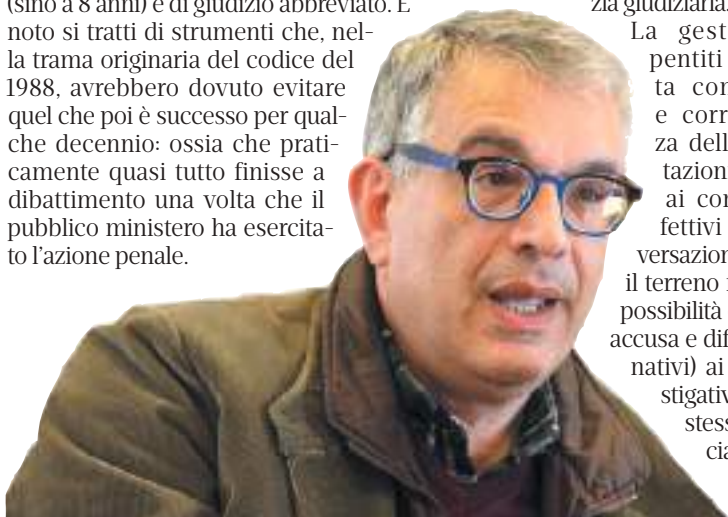 (sino a 8 anni) e di giudizio abbreviato. È
noto si tratti di strumenti che, nel-
la trama originaria del codice del
1988, avrebbero dovuto evitare
quel che poi è successo per qual-
che decennio: ossia che prati-
camente quasi tutto finisse a
dibattimento una volta che il
pubblico ministero ha esercita-
to l'azione penale.
zia giudiziaria.
La gest
pentiti
ta con
e corr
za dell
tazion
ai cor
fettivi
versazion
il terreno
possibilità
accusa e dif
nativi) ai
stigativ
stess
cia